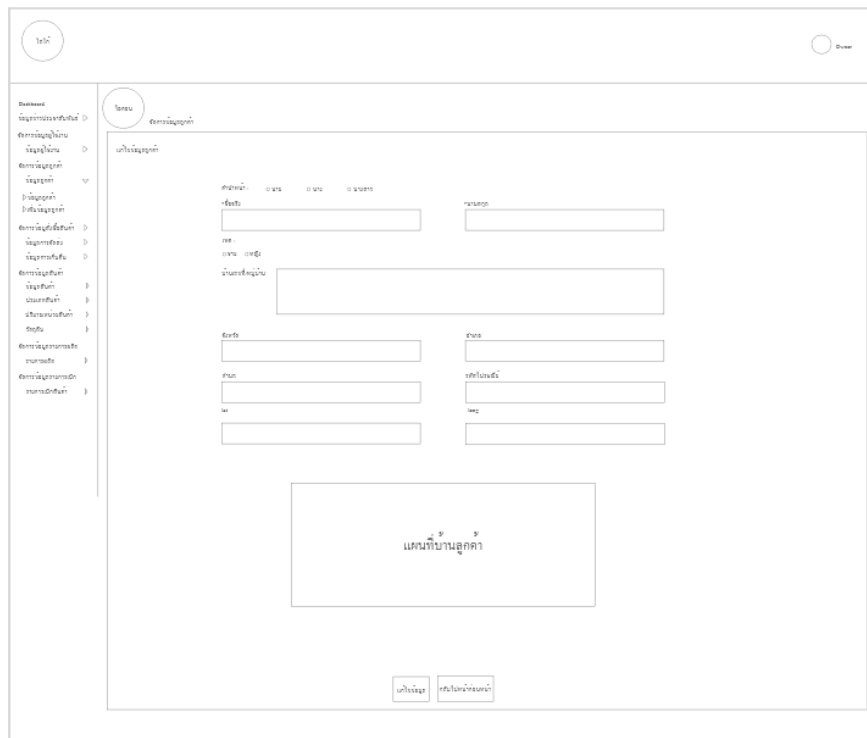 โลโก้
Owner
Dashboard
ข้อมูลข่าวประชาสัมพันธ์
จัดการข้อมูลผู้ใช้งาน
ข้อมูลผู้ใช้งาน
จัดการข้อมูลลูกค้า
ข้อมูลลูกค้า
ข้อมูลลูกค้า
เพิ่มข้อมูลลูกค้า
จัดการข้อมูลสั่งซื้อสินค้า
ข้อมูลการจัดส่ง
ข้อมูลการคืนสินค้า
จัดการข้อมูลสินค้า
ข้อมูลสินค้า
ประเภทสินค้า
ปริมาณหน่วยสินค้า
วัตถุดิบ
จัดการข้อมูลงานการผลิต
งานการผลิต
จัดการข้อมูลงานการเบิก
งานการเบิกสินค้า
ไอคอน
จัดการข้อมูลลูกค้า
แก้ไขข้อมูลลูกค้า
คำนำหน้า : นาย นาง นางสาว
*ชื่อจริง *นามสกุล
เพศ :
ชาย หญิง
บ้านเลขที่/หมู่บ้าน
จังหวัด อำเภอ
ตำบล รหัสไปรษณีย์
lat long
แผนที่บ้านลูกค้า
แก้ไขข้อมูล กลับไปหน้าก่อนหน้า